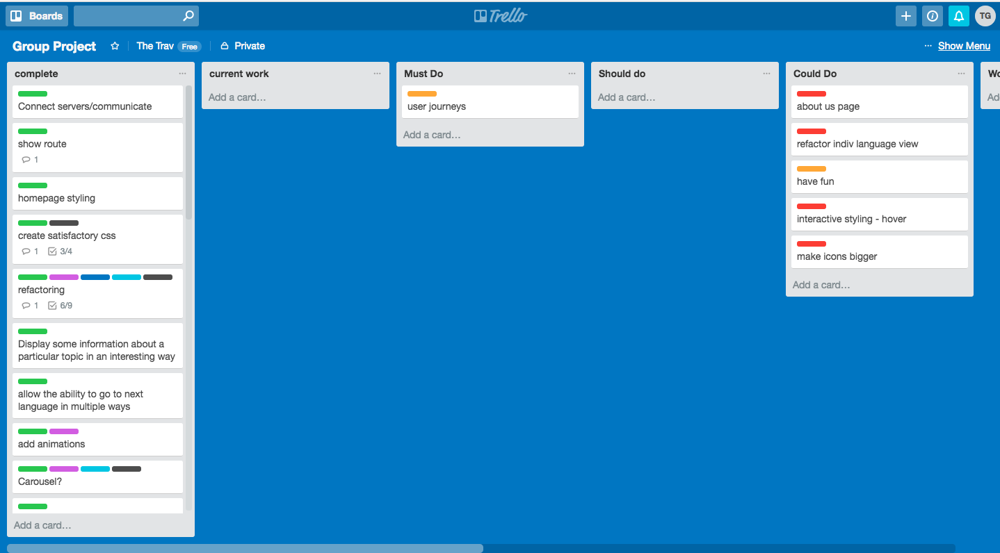 Boards
Trello
TG
Group Project
The Trav Free
Private
... Show Menu
complete
Connect servers/communicate
show route
1
homepage styling
create satisfactory css
1 3/4
refactoring
1 6/9
Display some information about a
particular topic in an interesting way
allow the ability to go to next
language in multiple ways
add animations
Carousel?
Add a card...
current work
Add a card...
Must Do
user journeys
Add a card...
Should do
Add a card...
Could Do
about us page
refactor indiv language view
have fun
interactive styling - hover
make icons bigger
Add a card...